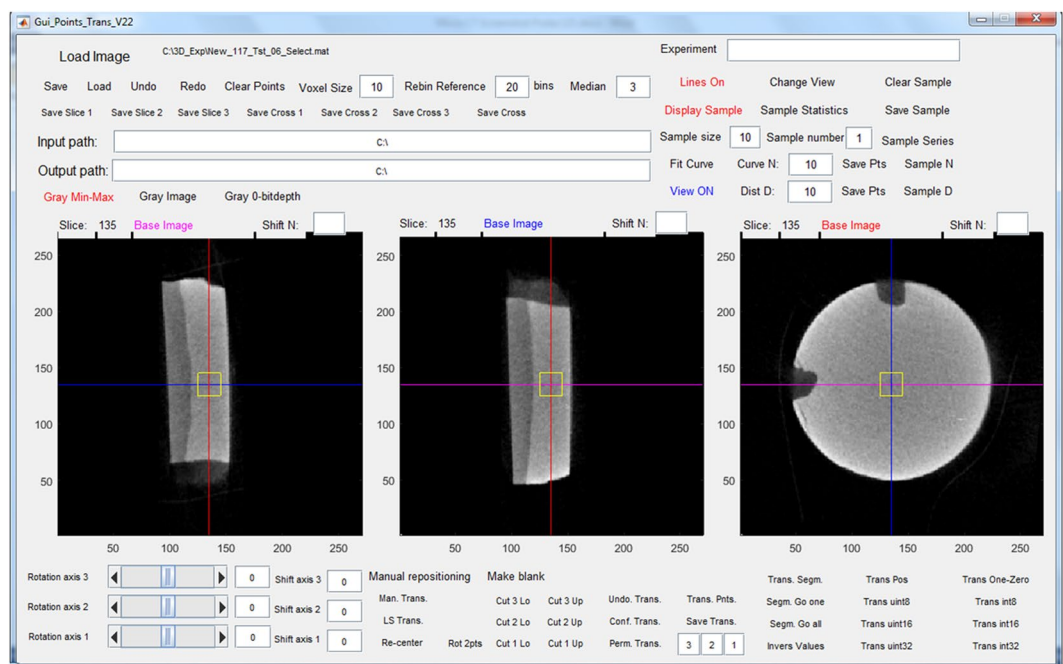 Gui_Points_Trans_V22
Load Image C:\3D_Exp\New_117_Tst_06_Select.mat Experiment
Save Load Undo Redo Clear Points Voxel Size 10 Rebin Reference 20 bins Median 3 Lines On Change View Clear Sample
Save Slice 1 Save Slice 2 Save Slice 3 Save Cross 1 Save Cross 2 Save Cross 3 Save Cross Display Sample Sample Statistics Save Sample
Input path: C:\ Sample size 10 Sample number 1 Sample Series
Output path: C:\ Fit Curve Curve N: 10 Save Pts Sample N
Gray Min-Max Gray Image Gray 0-bitdepth View ON Dist D: 10 Save Pts Sample D
Slice: 135 Base Image Shift N: Slice: 135 Base Image Shift N: Slice: 135 Base Image Shift N:
250 250 250
200 200 200
150 150 150
100 100 100
50 50 50
50 100 150 200 250 50 100 150 200 250 50 100 150 200 250
Rotation axis 3 0 Shift axis 3 0 Manual repositioning Make blank Trans. Segm. Trans Pos Trans One-Zero
Rotation axis 2 0 Shift axis 2 0 Man. Trans. Cut 3 Lo Cut 3 Up Undo. Trans. Trans. Pnts. Segm. Go one Trans uint8 Trans int8
LS Trans. Cut 2 Lo Cut 2 Up Conf. Trans. Save Trans. Segm. Go all Trans uint16 Trans int16
Rotation axis 1 0 Shift axis 1 0 Re-center Rot 2pts Cut 1 Lo Cut 1 Up Perm. Trans. 3 2 1 Invers Values Trans uint32 Trans int32